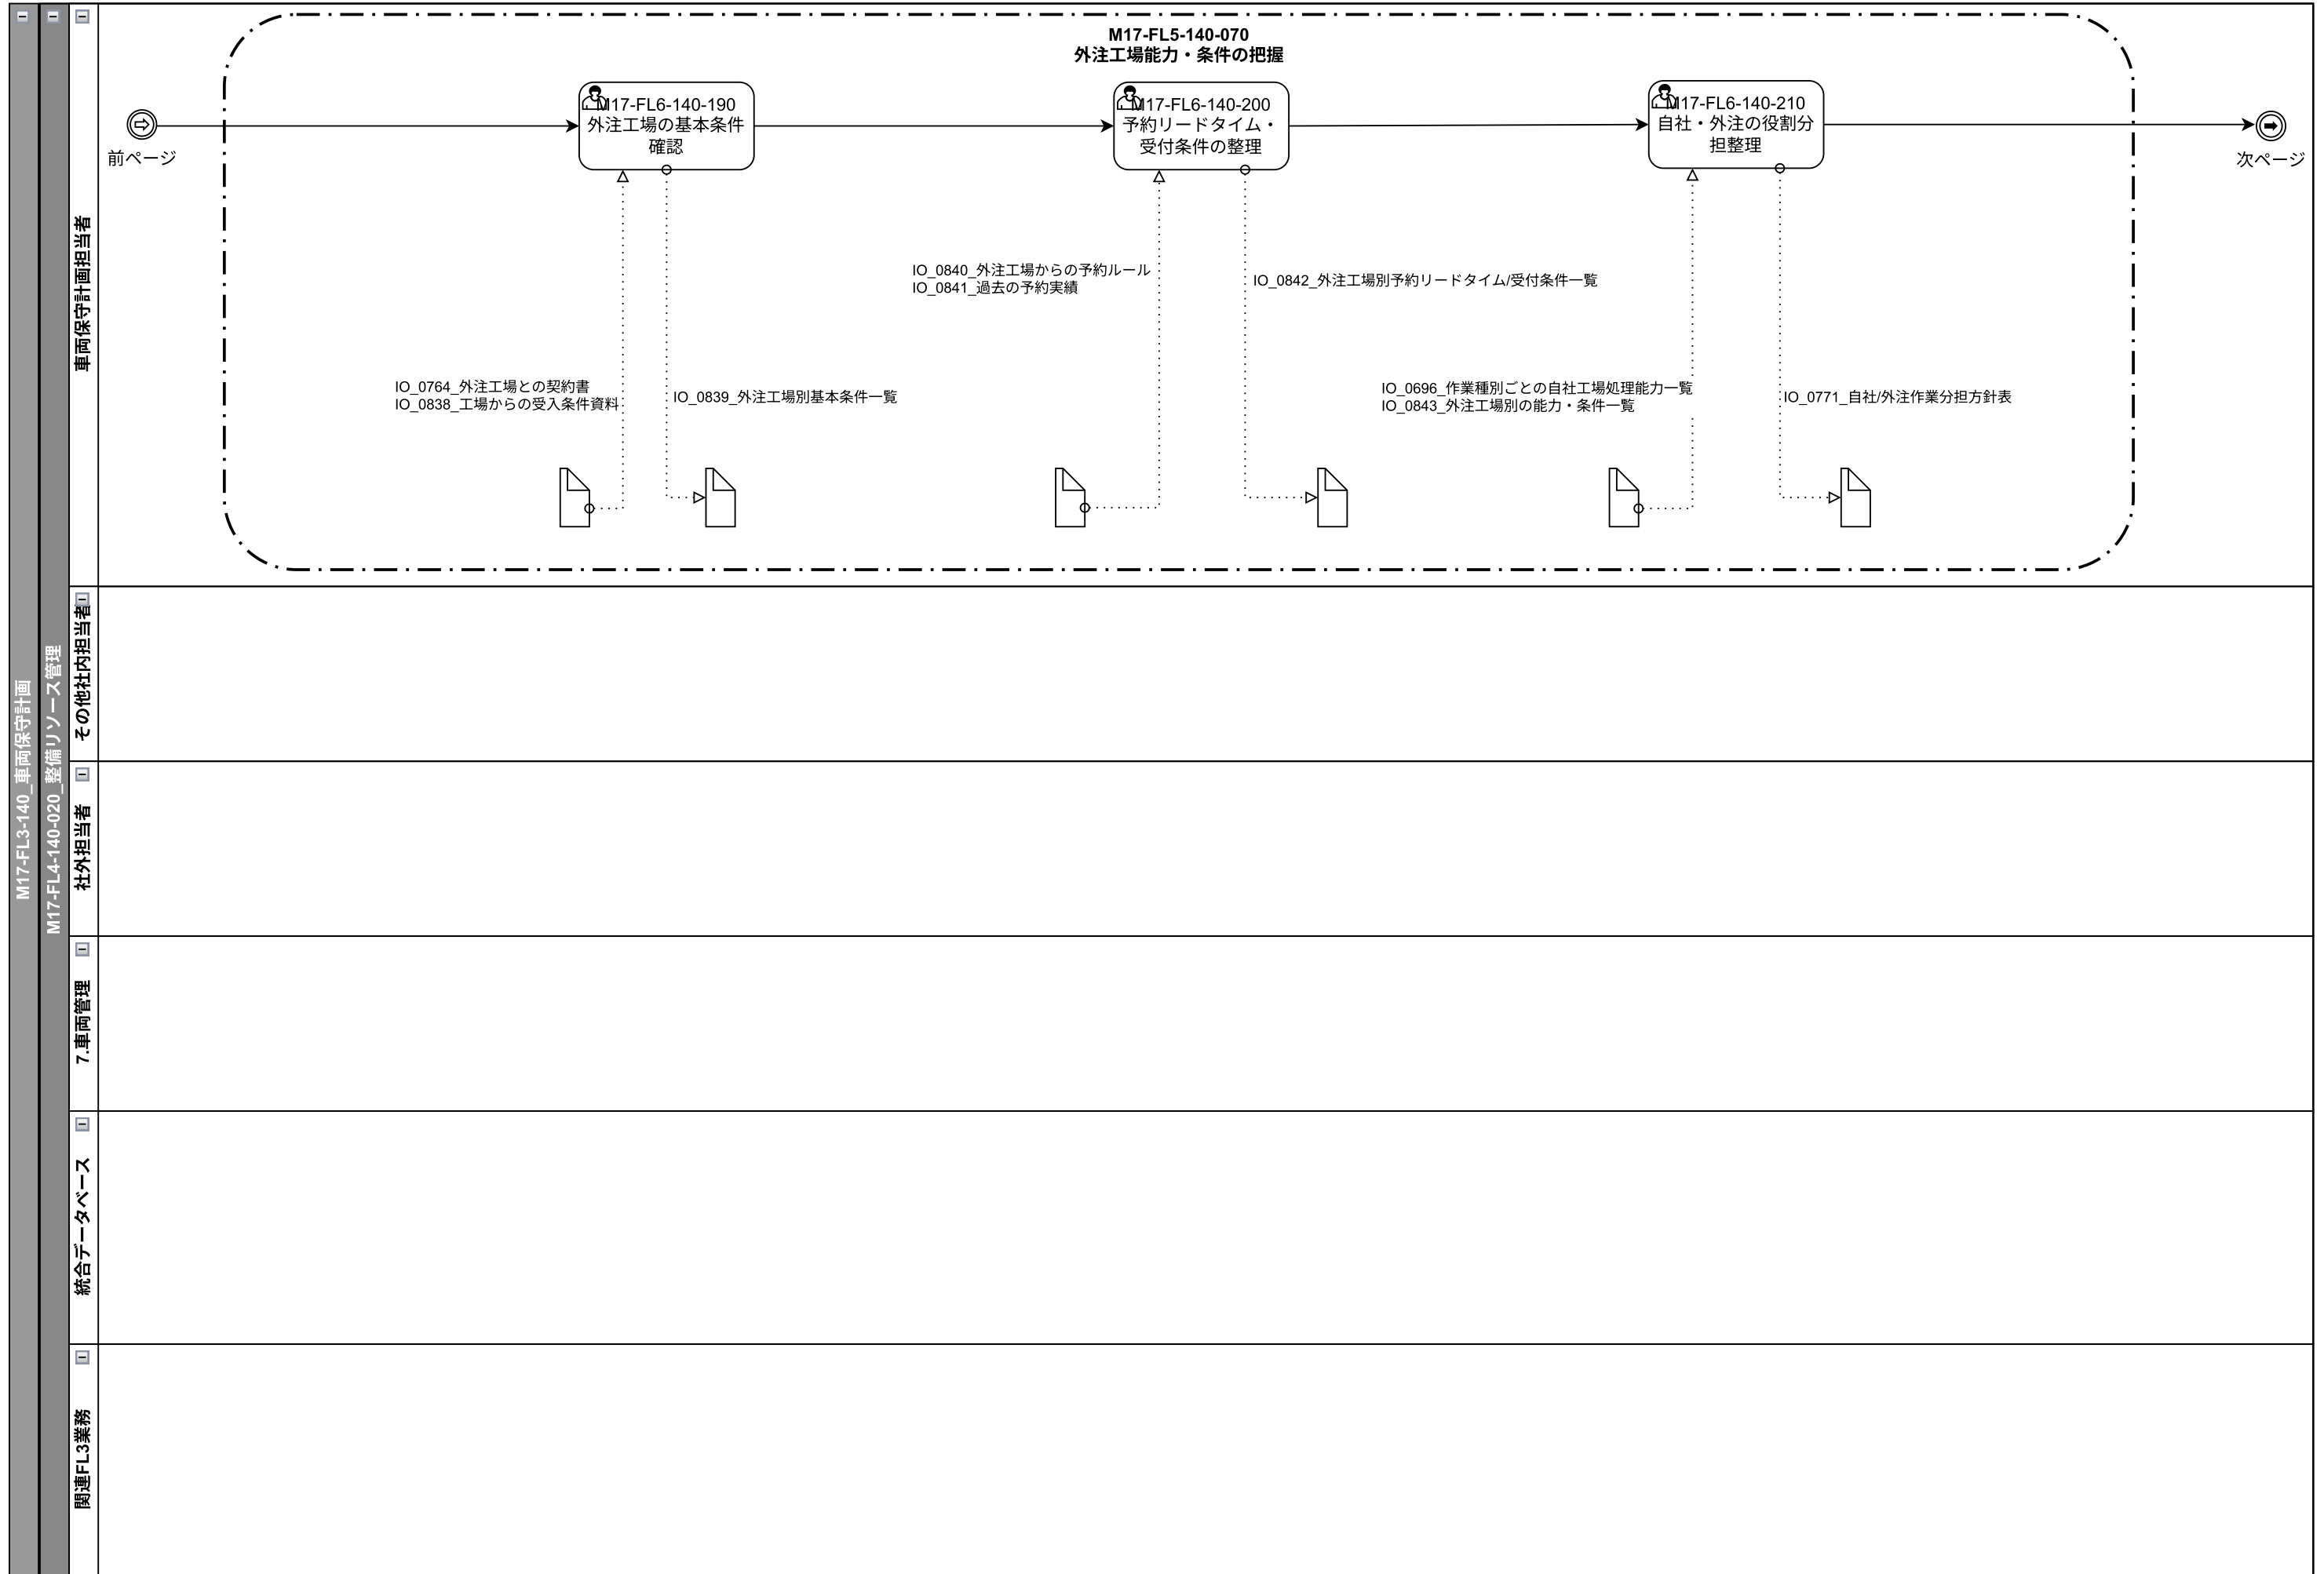 M17-FL3-140_車両保守計画
M17-FL4-140-020_整備リソース管理
車両保守計画担当者
M17-FL5-140-070
外注工場能力・条件の把握
前ページ
M17-FL6-140-190
外注工場の基本条件
確認
M17-FL6-140-200
予約リードタイム・
受付条件の整理
M17-FL6-140-210
自社・外注の役割分
担整理
次ページ
IO_0764_外注工場との契約書
IO_0838_工場からの受入条件資料
IO_0839_外注工場別基本条件一覧
IO_0840_外注工場からの予約ルール
IO_0841_過去の予約実績
IO_0842_外注工場別予約リードタイム/受付条件一覧
IO_0696_作業種別ごとの自社工場処理能力一覧
IO_0843_外注工場別の能力・条件一覧
IO_0771_自社/外注作業分担方針表
その他社内担当者
社外担当者
7.車両管理
統合データベース
関連FL3業務